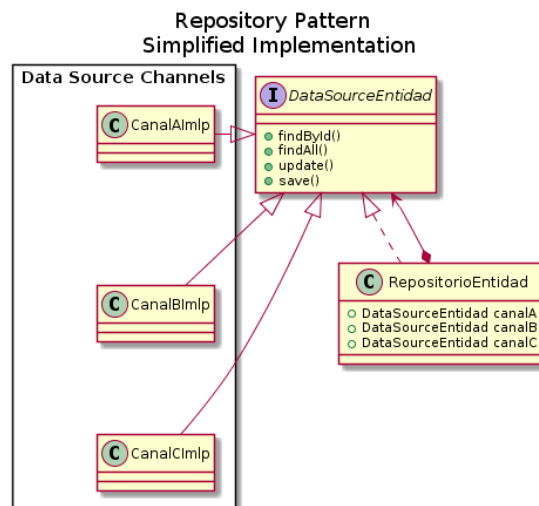 Repository Pattern
Simplified Implementation
Data Source Channels
C CanalAImlp
I DataSourceEntidad
findById()
findAll()
update()
save()
C CanalBImlp
C RepositorioEntidad
DataSourceEntidad canalA
DataSourceEntidad canalB
DataSourceEntidad canalC
C CanalCImlp